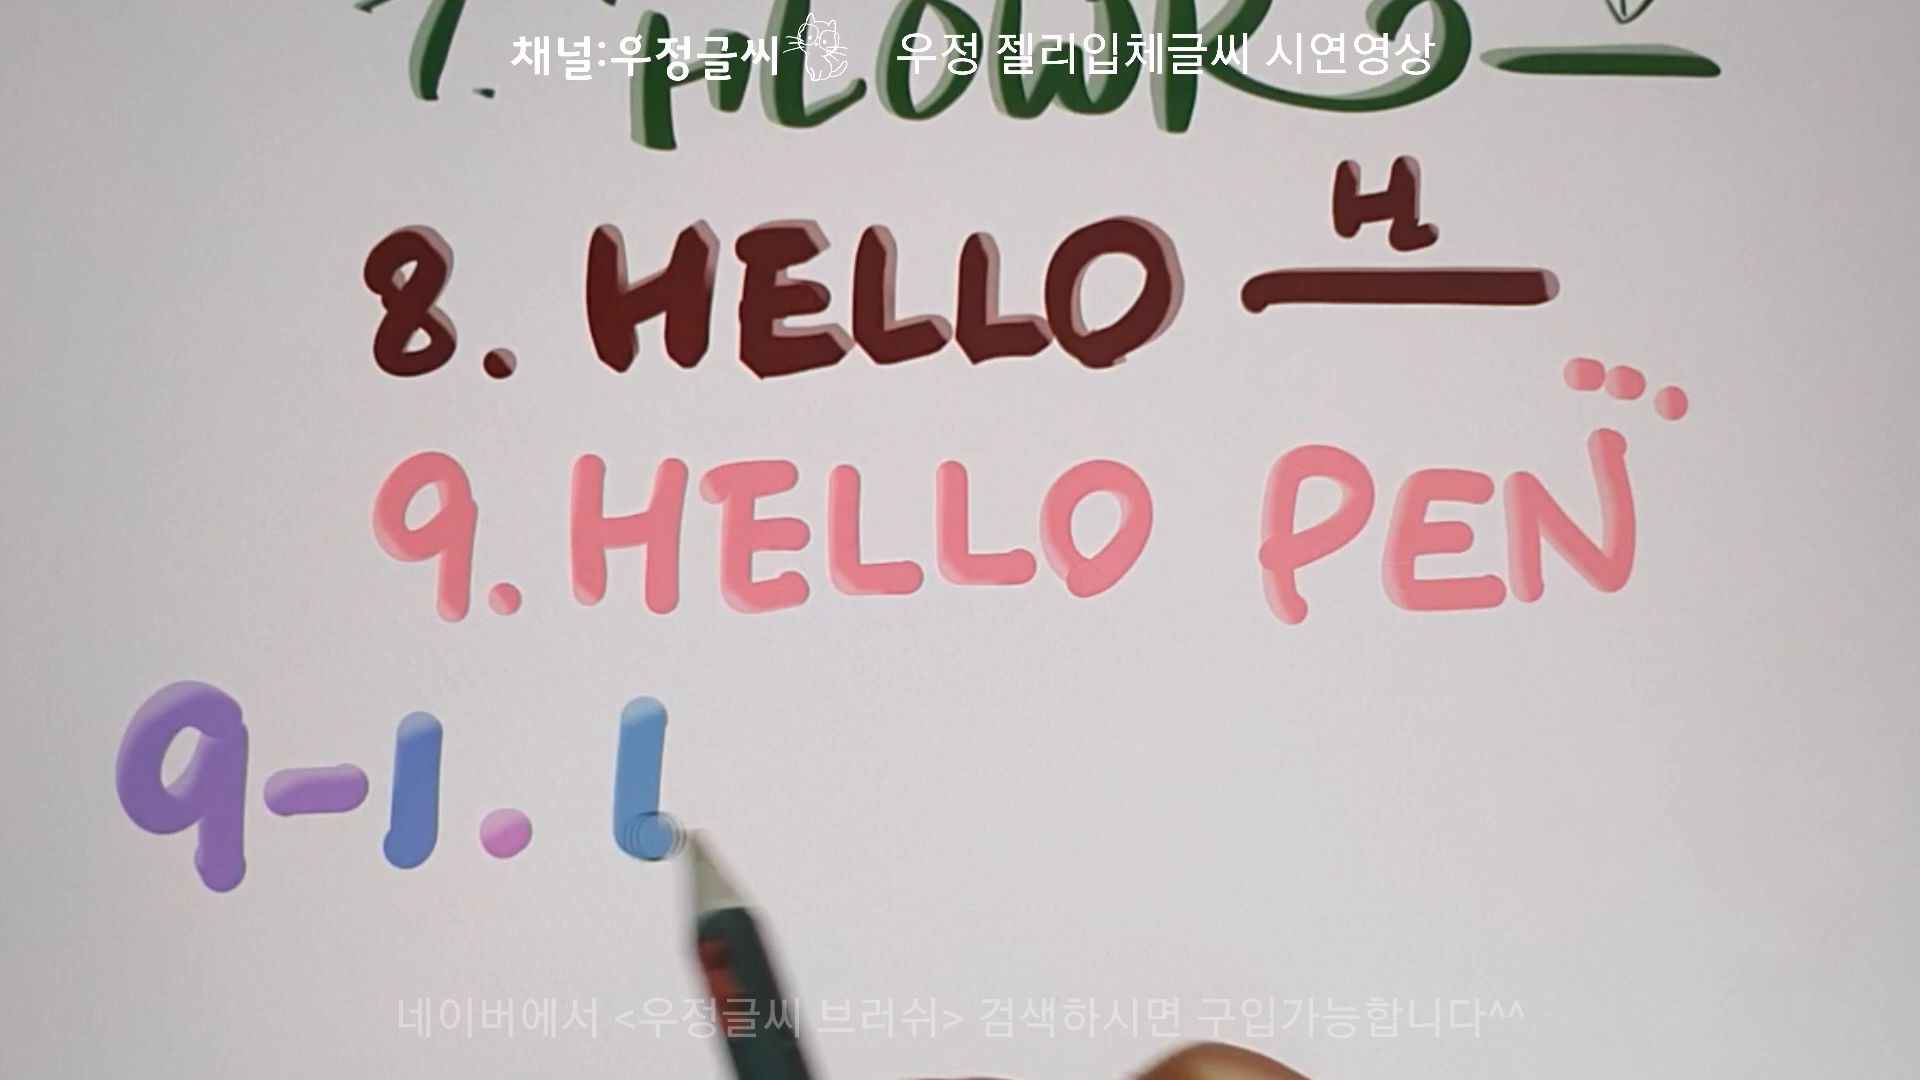 채널:우정글씨 우정 젤리입체글씨 시연영상
7. FLOWR
8. HELLO
H
9. HELLO PEN
9-1. L
네이버에서 <우정글씨 브러쉬> 검색하시면 구입가능합니다^^